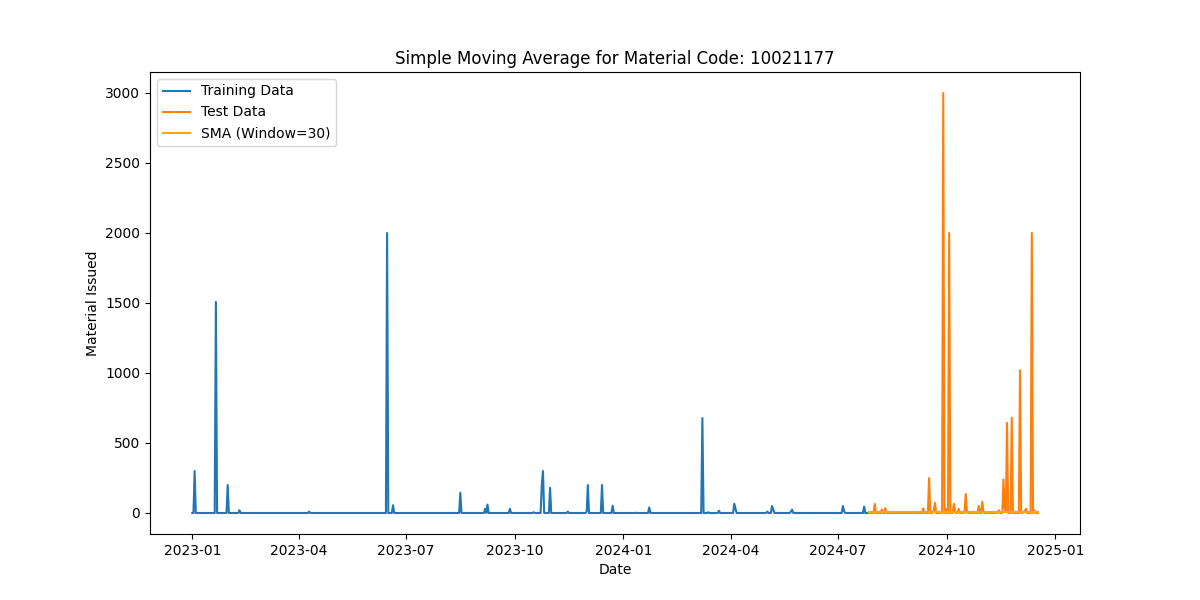 Simple Moving Average for Material Code: 10021177
Training Data
Test Data
SMA (Window=30)
Material Issued
3000
2500
2000
1500
1000
500
0
2023-01 2023-04 2023-07 2023-10 2024-01 2024-04 2024-07 2024-10 2025-01
Date